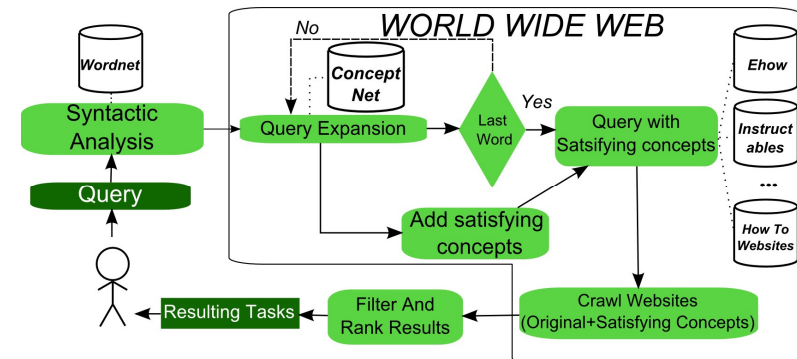 WORLD WIDE WEB
Wordnet
No
Concept
Net
Ehow
Syntactic
Analysis
Query Expansion
Last
Word
Yes
Query with
Satsifying concepts
Instruct
ables
...
Query
Add satisfying
concepts
How To
Websites
Resulting Tasks
Filter And
Rank Results
Crawl Websites
(Original+Satisfying Concepts)